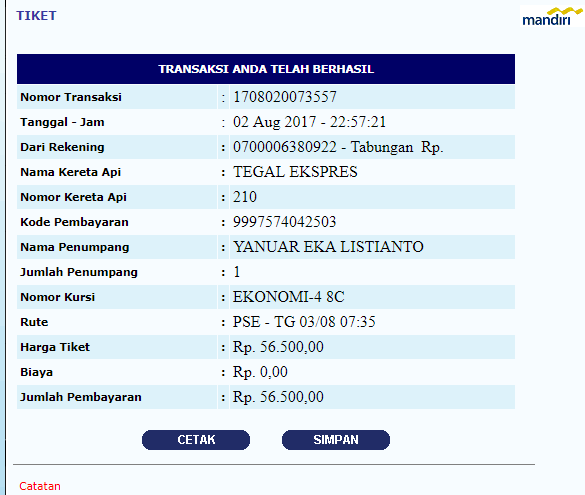 TIKET
mandiri
TRANSAKSI ANDA TELAH BERHASIL
Nomor Transaksi : 1708020073557
Tanggal - Jam : 02 Aug 2017 - 22:57:21
Dari Rekening : 0700006380922 - Tabungan Rp.
Nama Kereta Api : TEGAL EKSPRES
Nomor Kereta Api : 210
Kode Pembayaran : 9997574042503
Nama Penumpang : YANUAR EKA LISTIANTO
Jumlah Penumpang : 1
Nomor Kursi : EKONOMI-4 8C
Rute : PSE - TG 03/08 07:35
Harga Tiket : Rp. 56.500,00
Biaya : Rp. 0,00
Jumlah Pembayaran : Rp. 56.500,00
CETAK SIMPAN
Catatan